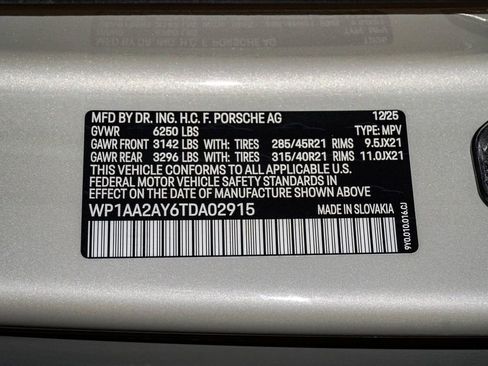 MFD BY DR. ING. H.C. F. PORSCHE AG 12/25
GVWR 6250 LBS TYPE: MPV
GAWR FRONT 3142 LBS WITH: TIRES 285/45R21 RIMS 9.5JX21
GAWR REAR 3296 LBS WITH: TIRES 315/40R21 RIMS 11.0JX21
THIS VEHICLE CONFORMS TO ALL APPLICABLE
FEDERAL MOTOR VEHICLE SAFETY STANDARDS IN
EFFECT ON THE DATE OF MANUFACTURE SHOWN ABOVE
WP1AA2AY6TDA02915 MADE IN SLOVAKIA
9Y0.010.016.CJ